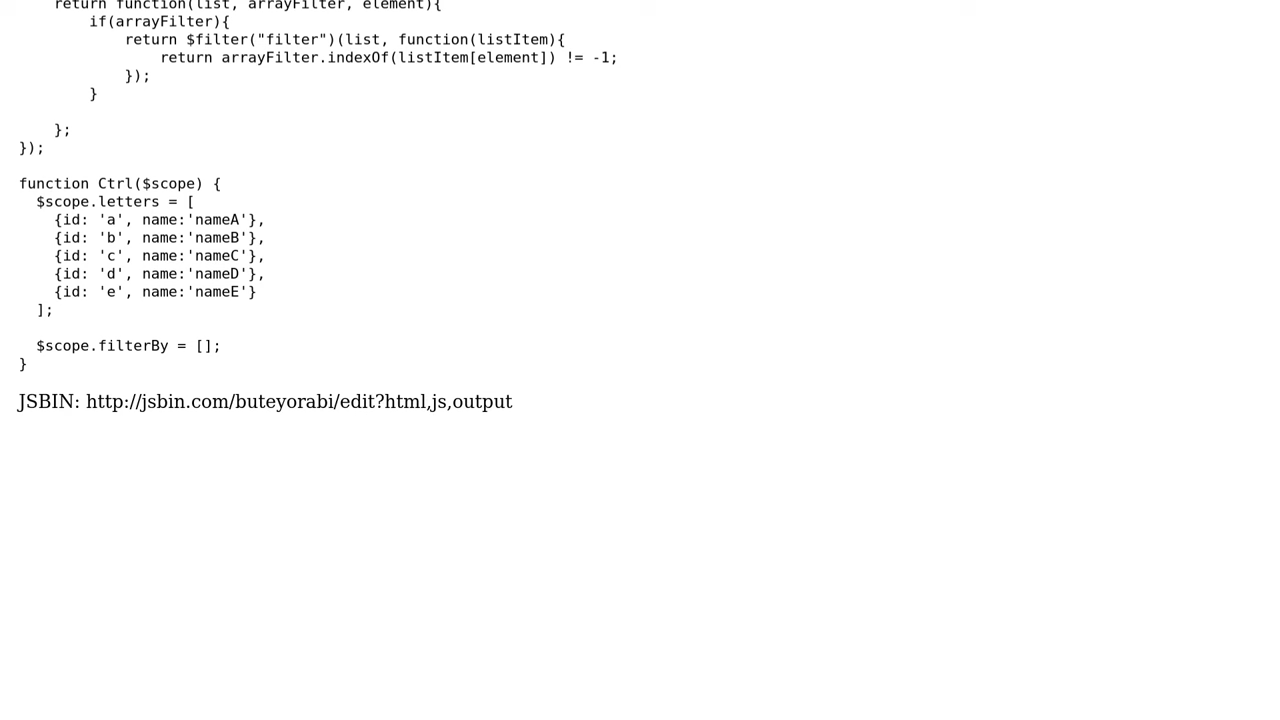 return function(list, arrayFilter, element){
if(arrayFilter){
return $filter("filter")(list, function(listItem){
return arrayFilter.indexOf(listItem[element]) != -1;
});
}
};
});
function Ctrl($scope) {
$scope.letters = [
{id: 'a', name:'nameA'},
{id: 'b', name:'nameB'},
{id: 'c', name:'nameC'},
{id: 'd', name:'nameD'},
{id: 'e', name:'nameE'}
];
$scope.filterBy = [];
}
JSBIN: http://jsbin.com/buteyorabi/edit?html,js,output